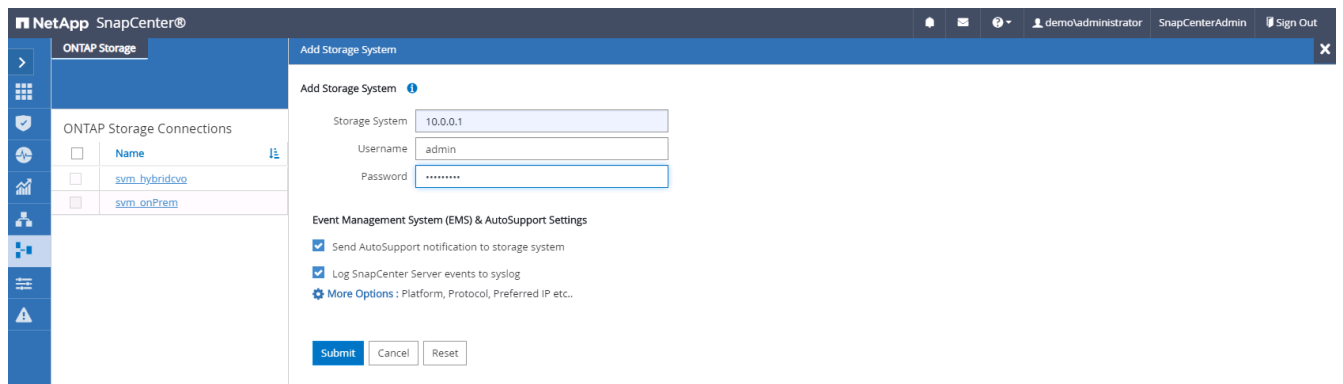 NetApp SnapCenter®
demo\administrator SnapCenterAdmin Sign Out
ONTAP Storage
Add Storage System
ONTAP Storage Connections
Name
svm_hybridcvo
svm_onPrem
Add Storage System
Storage System 10.0.0.1
Username admin
Password •••••••••
Event Management System (EMS) & AutoSupport Settings
Send AutoSupport notification to storage system
Log SnapCenter Server events to syslog
More Options : Platform, Protocol, Preferred IP etc..
Submit Cancel Reset